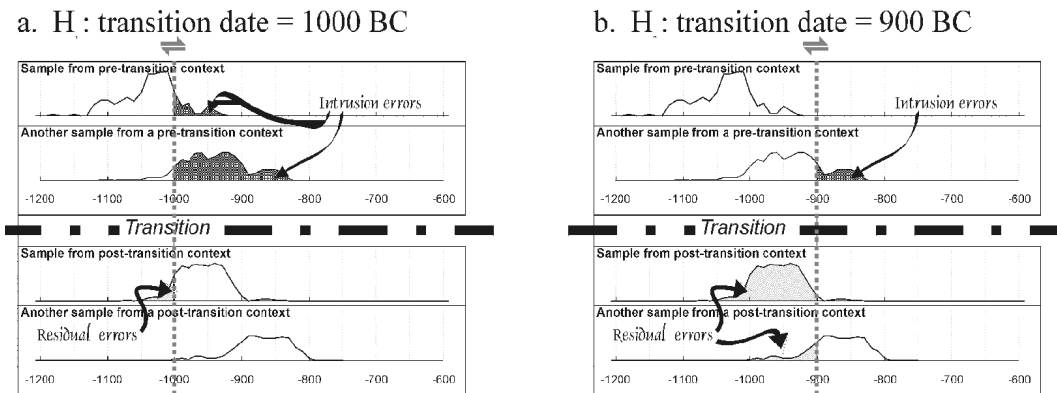 a. H : transition date = 1000 BC
Sample from pre-transition context
Intrusion errors
Another sample from a pre-transition context
-1200 -1100 -1000 -900 -800 -700 -600
Transition
Sample from post-transition context
Another sample from a post-transition context
Residual errors
-1200 -1100 -1000 -900 -800 -700 -600
b. H : transition date = 900 BC
Sample from pre-transition context
Intrusion errors
Another sample from a pre-transition context
-1200 -1100 -1000 -900 -800 -700 -600
Transition
Sample from post-transition context
Another sample from a post-transition context
Residual errors
-1200 -1100 -1000 -900 -800 -700 -600